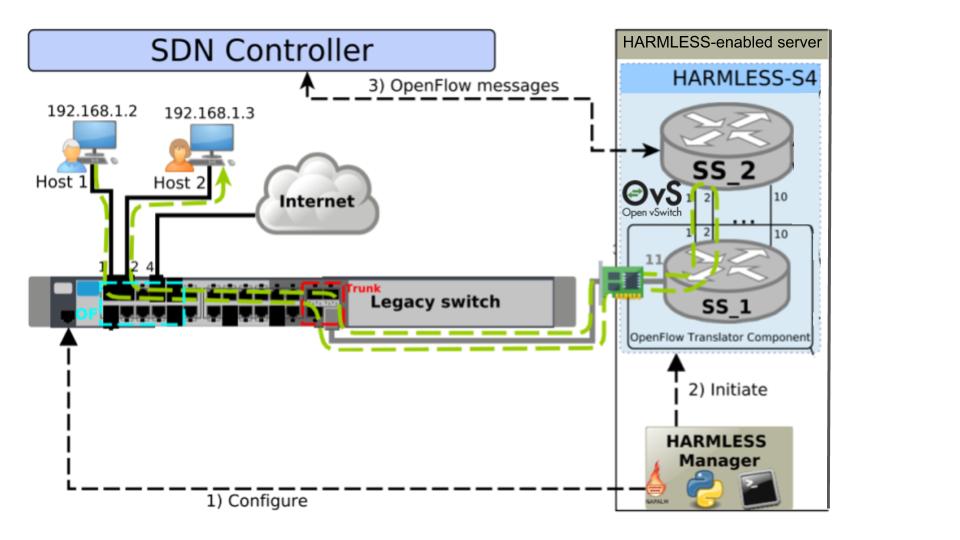 SDN Controller
HARMLESS-enabled server
HARMLESS-S4
3) OpenFlow messages
192.168.1.2
192.168.1.3
Host 1
Host 2
Internet
SS_2
OvS
Open vSwitch
1 2
10
...
1 2
10
11
SS_1
OpenFlow Translator Component
1 2 4
OF
Trunk
Legacy switch
2) Initiate
HARMLESS
Manager
NAPALM
1) Configure